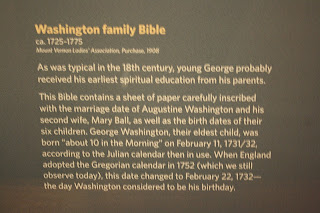 Washington family Bible
ca. 1725-1775
Mount Vernon Ladies' Association, Purchase, 1908
As was typical in the 18th century, young George probably
received his earliest spiritual education from his parents.
This Bible contains a sheet of paper carefully inscribed
with the marriage date of Augustine Washington and his
second wife, Mary Ball, as well as the birth dates of their
six children. George Washington, their eldest child, was
born "about 10 in the Morning" on February 11, 1731/32,
according to the Julian calendar then in use. When England
adopted the Gregorian calendar in 1752 (which we still
observe today), this date changed to February 22, 1732—
the day Washington considered to be his birthday.